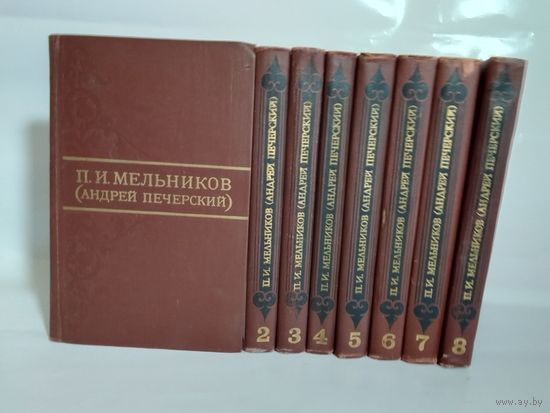 П. И. МЕЛЬНИКОВ
(АНДРЕЙ ПЕЧЕРСКИЙ)
П. И. МЕЛЬНИКОВ (АНДРЕЙ ПЕЧЕРСКИЙ)
2
П. И. МЕЛЬНИКОВ (АНДРЕЙ ПЕЧЕРСКИЙ)
3
П. И. МЕЛЬНИКОВ (АНДРЕЙ ПЕЧЕРСКИЙ)
4
П. И. МЕЛЬНИКОВ (АНДРЕЙ ПЕЧЕРСКИЙ)
5
П. И. МЕЛЬНИКОВ (АНДРЕЙ ПЕЧЕРСКИЙ)
6
П. И. МЕЛЬНИКОВ (АНДРЕЙ ПЕЧЕРСКИЙ)
7
П. И. МЕЛЬНИКОВ (АНДРЕЙ ПЕЧЕРСКИЙ)
8
www.ay.by